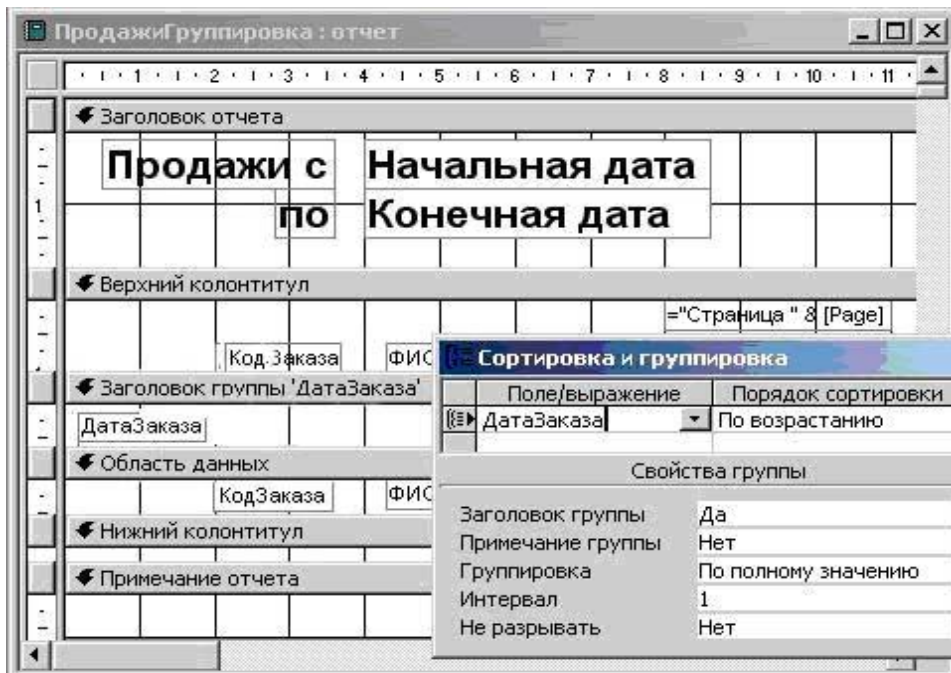 ПродажиГруппировка : отчет
1 2 3 4 5 6 7 8 9 10 11
Заголовок отчета
Продажи с Начальная дата
1
по Конечная дата
Верхний колонтитул
="Страница " & [Page]
Код Заказа ФИО
Заголовок группы 'ДатаЗаказа'
ДатаЗаказа
Область данных
КодЗаказа ФИО
Нижний колонтитул
Примечание отчета
Сортировка и группировка
Поле/выражение Порядок сортировки
ДатаЗаказа По возрастанию
Свойства группы
Заголовок группы Да
Примечание группы Нет
Группировка По полному значению
Интервал 1
Не разрывать Нет